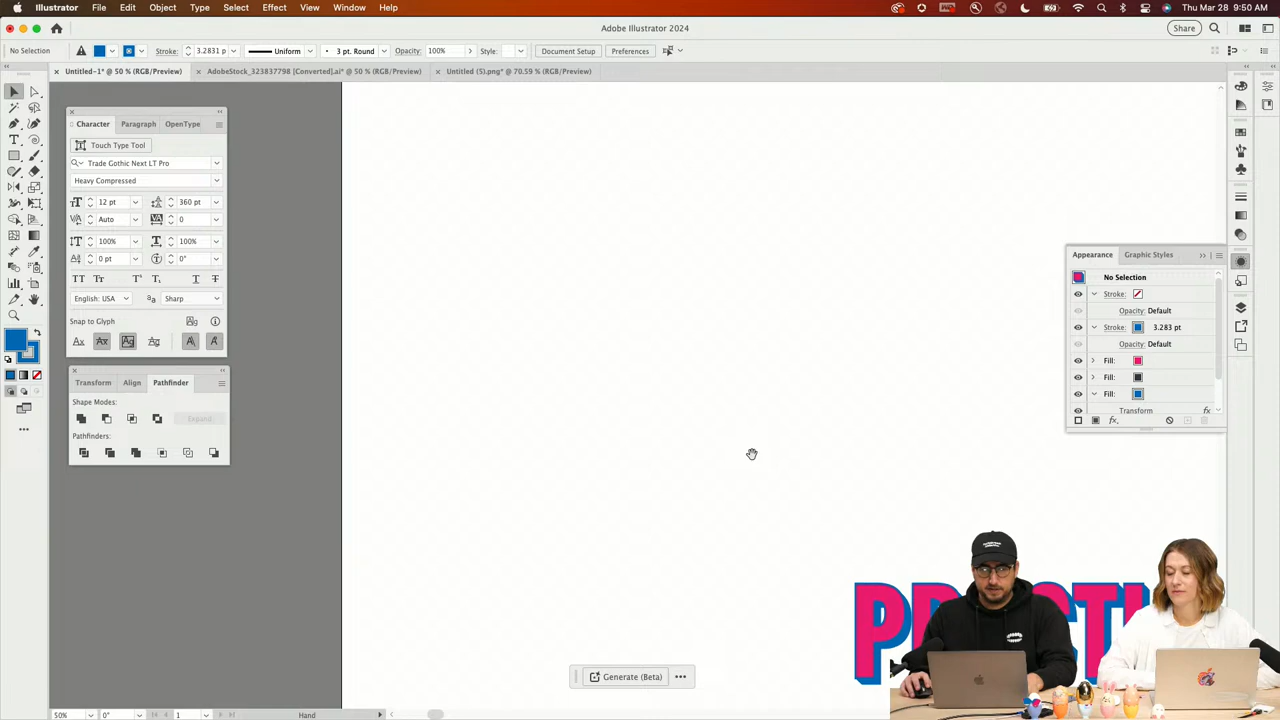 Illustrator File Edit Object Type Select Effect View Window Help Thu Mar 28 9:50 AM
Adobe Illustrator 2024 Share
No Selection Stroke: 3.2831 p Uniform 3 pt. Round Opacity: 100% Style: Document Setup Preferences
× Untitled-1* @ 50 % (RGB/Preview) × AdobeStock_323837798 [Converted].ai* @ 50 % (RGB/Preview) × Untitled (5).png* @ 70.59 % (RGB/Preview)
Character Paragraph OpenType
Touch Type Tool
Trade Gothic Next LT Pro
Heavy Compressed
12 pt 360 pt
Auto 0
100% 100%
0 pt 0°
English: USA Sharp
Snap to Glyph
Transform Align Pathfinder
Shape Modes:
Expand
Pathfinders:
Appearance Graphic Styles
No Selection
Stroke:
Opacity: Default
Stroke: 3.283 pt
Opacity: Default
Fill:
Fill:
Fill:
Transform fx
Generate (Beta)
50% 0° 1 Hand